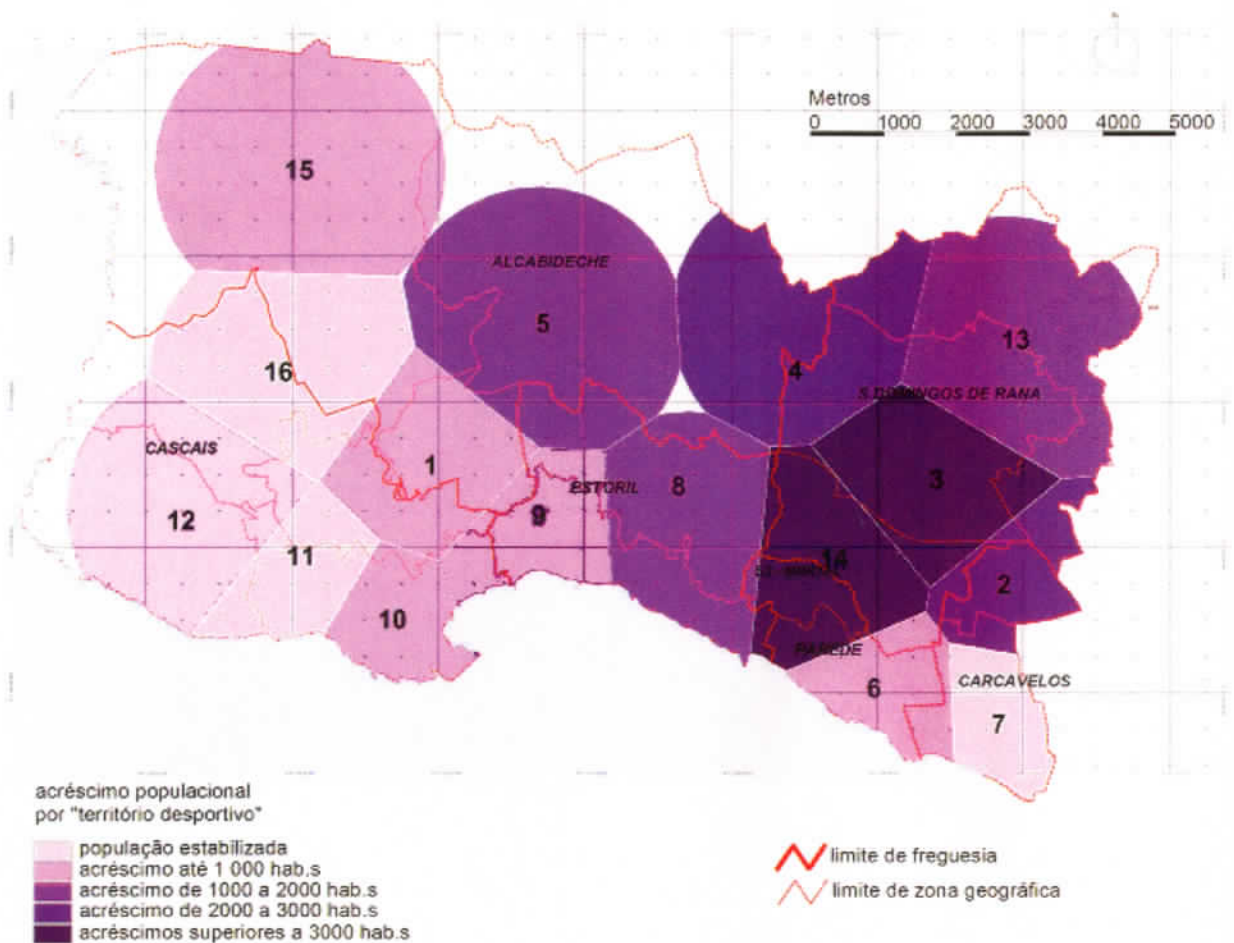 Metros
0 1000 2000 3000 4000 5000
15
ALCABIDECHE
5
13
16
4
S.DOMINGOS DE RANA
CASCAIS
1
3
ESTORIL
8
9
12
11
14
2
10
PAREDE
6
CARCAVELOS
7
acréscimo populacional
por "território desportivo"
população estabilizada
acréscimo até 1 000 hab.s
acréscimo de 1000 a 2000 hab.s
acréscimo de 2000 a 3000 hab.s
acréscimos superiores a 3000 hab.s
limite de freguesia
limite de zona geográfica